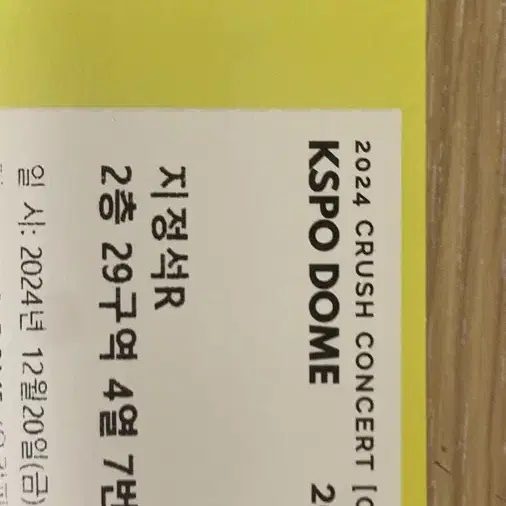 2024 CRUSH CONCERT [C
KSPO DOME 20
지정석R
2층 29구역 4열 7번
일 시: 2024년 12월20일(금)